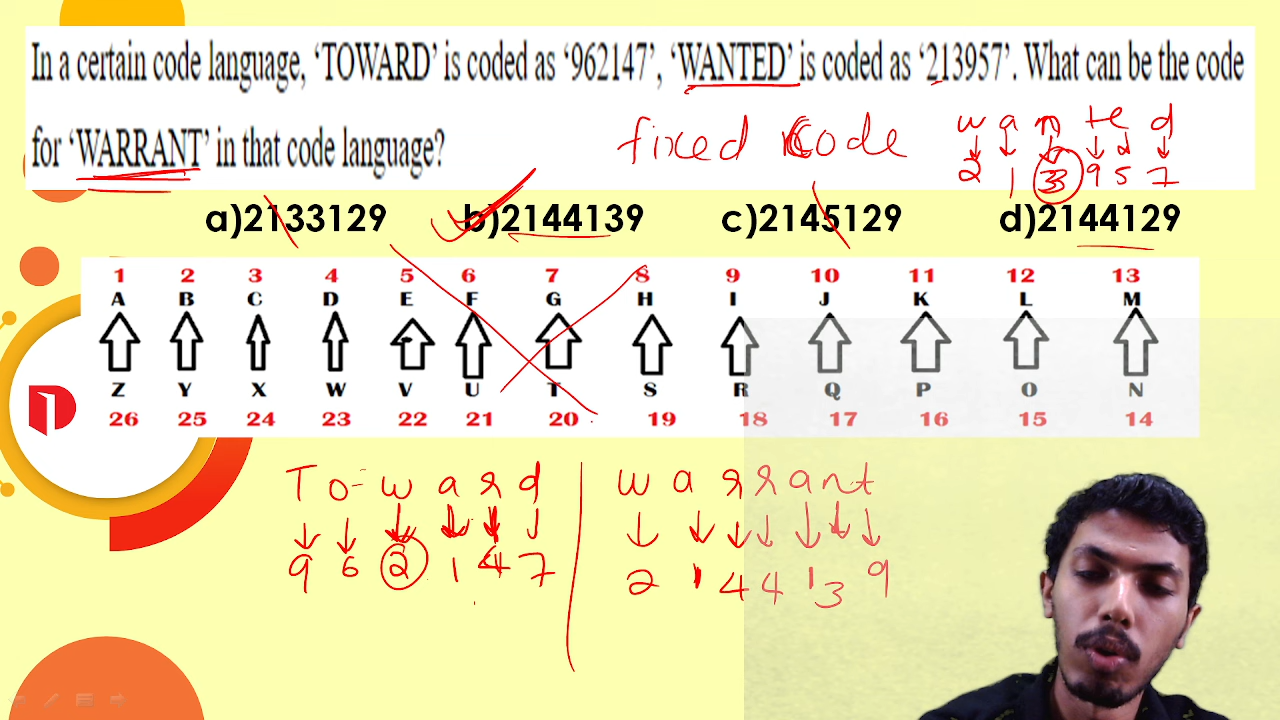 In a certain code language, ‘TOWARD’ is coded as ‘962147’, ‘WANTED’ is coded as ‘213957’. What can be the code
for ‘WARRANT’ in that code language?
fixed code
w a n t e d
2 1 3 9 5 7
a)2133129 b)2144139 c)2145129 d)2144129
1 2 3 4 5 6 7 8 9 10 11 12 13
A B C D E F G H I J K L M
Z Y X W V U T S R Q P O N
26 25 24 23 22 21 20 19 18 17 16 15 14
T o w a r d
9 6 2 1 4 7
w a r r a n t
2 1 4 4 1 3 9